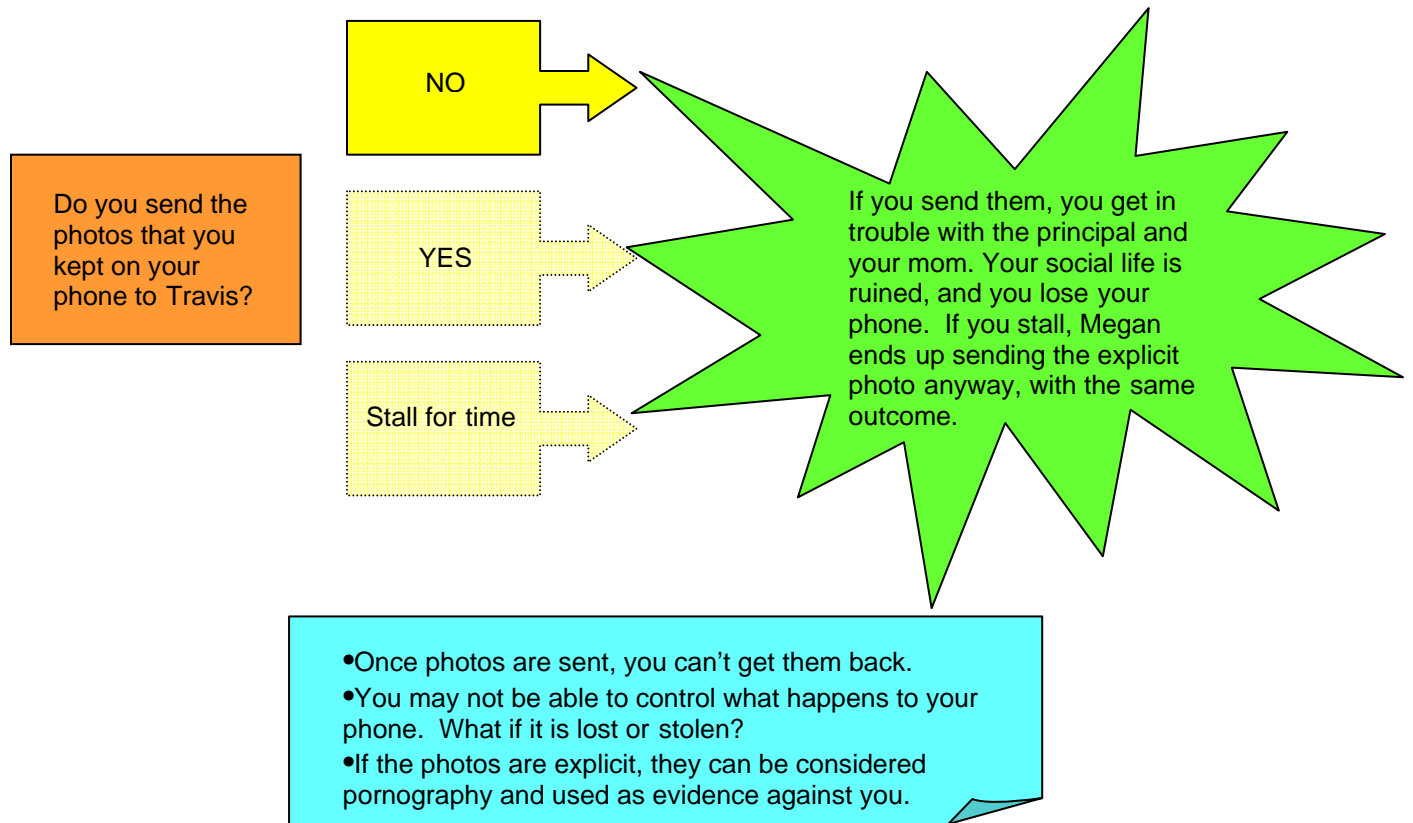 Do you send the
photos that you
kept on your
phone to Travis?
NO
YES
Stall for time
If you send them, you get in
trouble with the principal and
your mom. Your social life is
ruined, and you lose your
phone.  If you stall, Megan
ends up sending the explicit
photo anyway, with the same
outcome.
•Once photos are sent, you can’t get them back.
•You may not be able to control what happens to your
phone.  What if it is lost or stolen?
•If the photos are explicit, they can be considered
pornography and used as evidence against you.